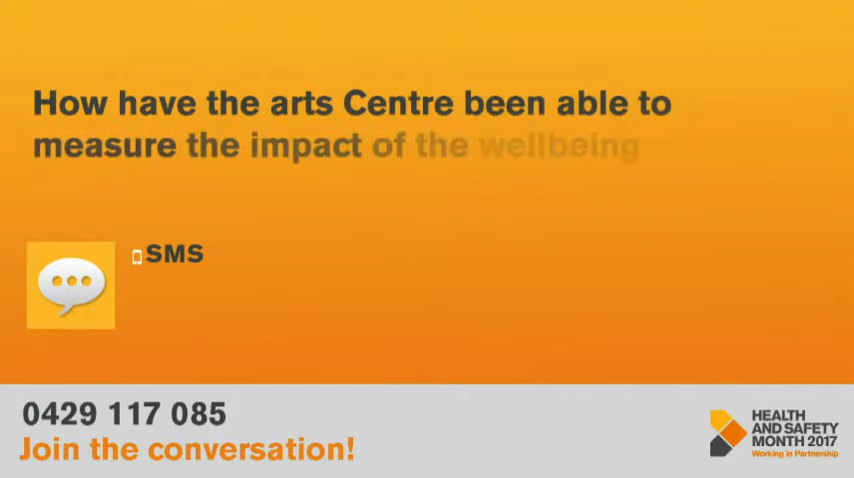 How have the arts Centre been able to
measure the impact of the wellbeing
SMS
0429 117 085
Join the conversation!
HEALTH
AND SAFETY
MONTH 2017
Working in Partnership